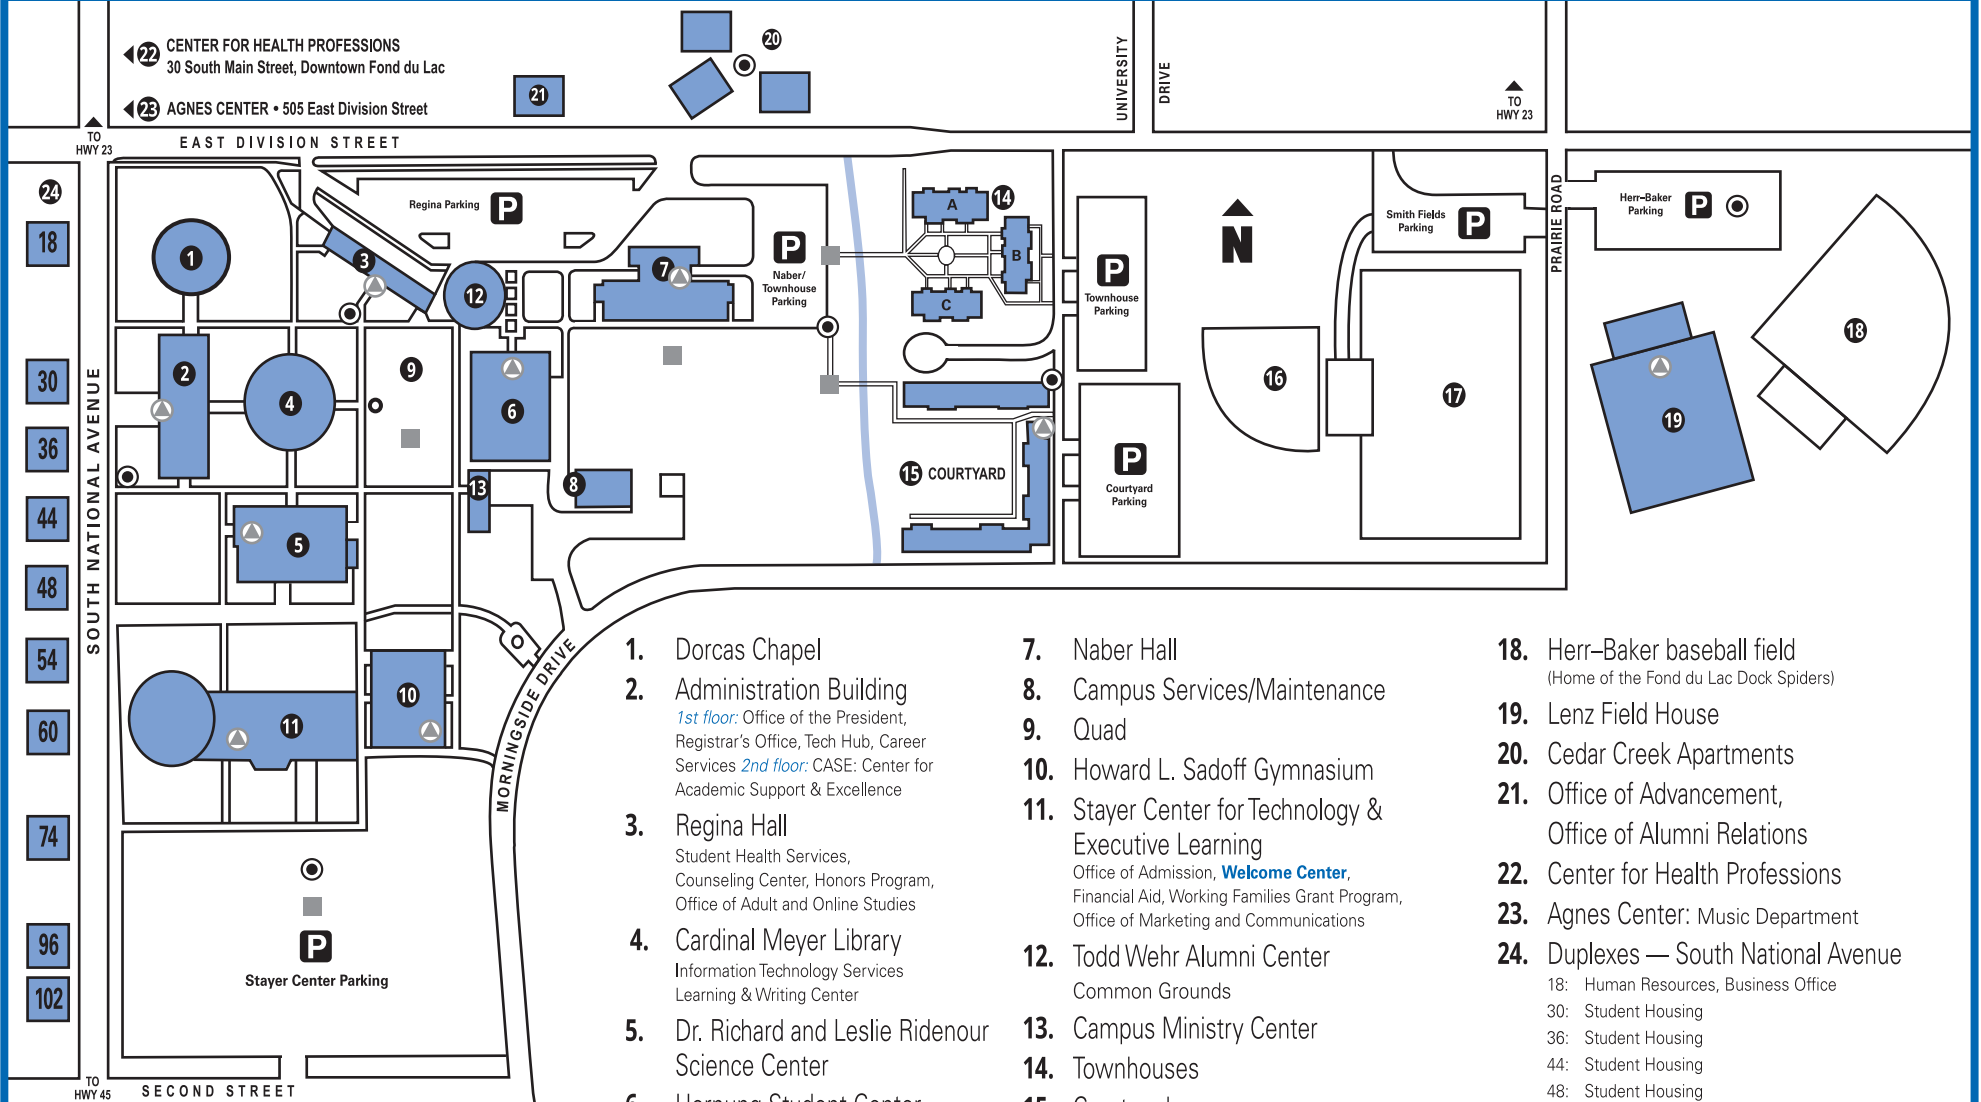 22 CENTER FOR HEALTH PROFESSIONS
30 South Main Street, Downtown Fond du Lac
23 AGNES CENTER • 505 East Division Street
21
20
UNIVERSITY
DRIVE
TO
HWY 23
TO
HWY 23
EAST DIVISION STREET
24
18
30
36
44
48
54
60
74
96
102
SOUTH NATIONAL AVENUE
1
2
3
4
5
6
7
8
9
10
11
12
13
Regina Parking P
P
Naber/
Townhouse
Parking
14
A
B
C
P
Townhouse
Parking
15 COURTYARD
P
Courtyard
Parking
N
16
17
Smith Fields
Parking
P
PRAIRIE ROAD
Herr–Baker
Parking
P
18
19
MORNINGSIDE DRIVE
P
Stayer Center Parking
TO
HWY 45
SECOND STREET
1. Dorcas Chapel
2. Administration Building
1st floor: Office of the President,
Registrar's Office, Tech Hub, Career
Services 2nd floor: CASE: Center for
Academic Support & Excellence
3. Regina Hall
Student Health Services,
Counseling Center, Honors Program,
Office of Adult and Online Studies
4. Cardinal Meyer Library
Information Technology Services
Learning & Writing Center
5. Dr. Richard and Leslie Ridenour
Science Center
6. Hornung Student Center
7. Naber Hall
8. Campus Services/Maintenance
9. Quad
10. Howard L. Sadoff Gymnasium
11. Stayer Center for Technology &
Executive Learning
Office of Admission, Welcome Center,
Financial Aid, Working Families Grant Program,
Office of Marketing and Communications
12. Todd Wehr Alumni Center
Common Grounds
13. Campus Ministry Center
14. Townhouses
15. Courtyard
18. Herr–Baker baseball field
(Home of the Fond du Lac Dock Spiders)
19. Lenz Field House
20. Cedar Creek Apartments
21. Office of Advancement,
Office of Alumni Relations
22. Center for Health Professions
23. Agnes Center: Music Department
24. Duplexes — South National Avenue
18: Human Resources, Business Office
30: Student Housing
36: Student Housing
44: Student Housing
48: Student Housing